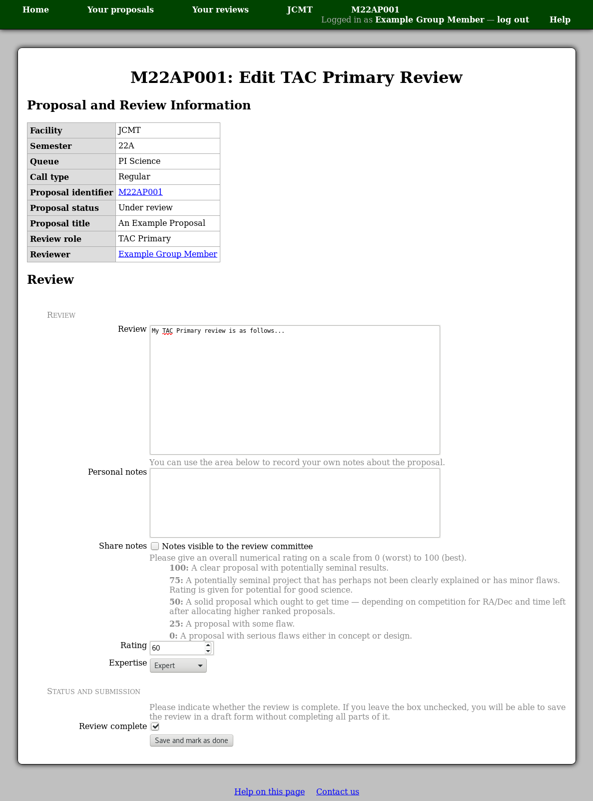 Home Your proposals Your reviews JCMT M22AP001
Logged in as Example Group Member — log out Help
M22AP001: Edit TAC Primary Review
Proposal and Review Information
Facility JCMT
Semester 22A
Queue PI Science
Call type Regular
Proposal identifier M22AP001
Proposal status Under review
Proposal title An Example Proposal
Review role TAC Primary
Reviewer Example Group Member
Review
REVIEW
Review My TAC Primary review is as follows...
You can use the area below to record your own notes about the proposal.
Personal notes
Share notes Notes visible to the review committee
Please give an overall numerical rating on a scale from 0 (worst) to 100 (best).
100: A clear proposal with potentially seminal results.
75: A potentially seminal project that has perhaps not been clearly explained or has minor flaws.
Rating is given for potential for good science.
50: A solid proposal which ought to get time — depending on competition for RA/Dec and time left
after allocating higher ranked proposals.
25: A proposal with some flaw.
0: A proposal with serious flaws either in concept or design.
Rating 60
Expertise Expert
STATUS AND SUBMISSION
Please indicate whether the review is complete. If you leave the box unchecked, you will be able to save
the review in a draft form without completing all parts of it.
Review complete
Save and mark as done
Help on this page Contact us